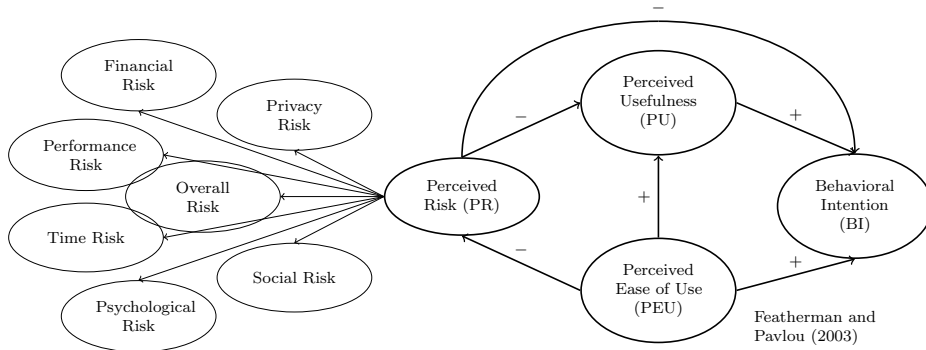 Financial
Risk
Privacy
Risk
Performance
Risk
Overall
Risk
Time Risk
Social Risk
Psychological
Risk
Perceived
Risk (PR)
−
−
Perceived
Usefulness
(PU)
+
+
−
Perceived
Ease of Use
(PEU)
+
Behavioral
Intention
(BI)
Featherman and
Pavlou (2003)